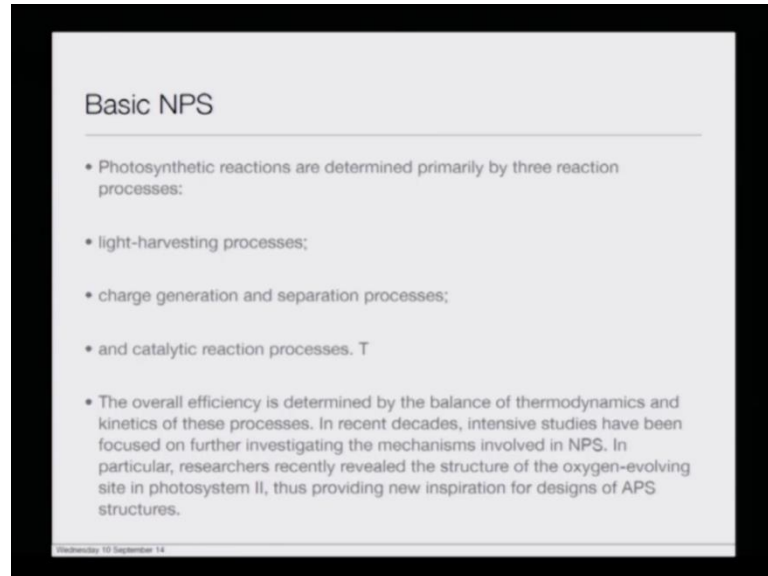 Basic NPS
• Photosynthetic reactions are determined primarily by three reaction
processes:
• light-harvesting processes;
• charge generation and separation processes;
• and catalytic reaction processes. T
• The overall efficiency is determined by the balance of thermodynamics and
kinetics of these processes. In recent decades, intensive studies have been
focused on further investigating the mechanisms involved in NPS. In
particular, researchers recently revealed the structure of the oxygen-evolving
site in photosystem II, thus providing new inspiration for designs of APS
structures.
Wednesday 10 September 14